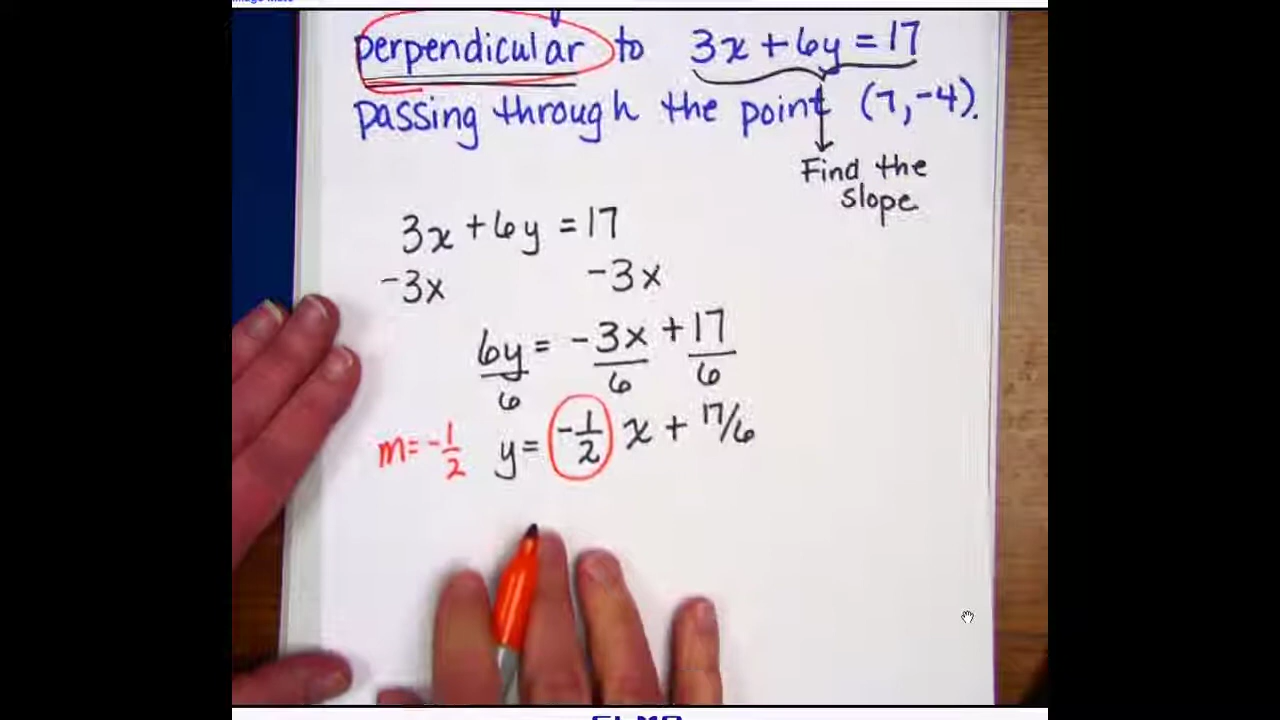 perpendicular to 3x + 6y = 17
passing through the point (7, -4).
Find the
slope
3x + 6y = 17
-3x -3x
6y = -3x + 17
6 6 6
m = -1/2 y = -1/2 x + 17/6